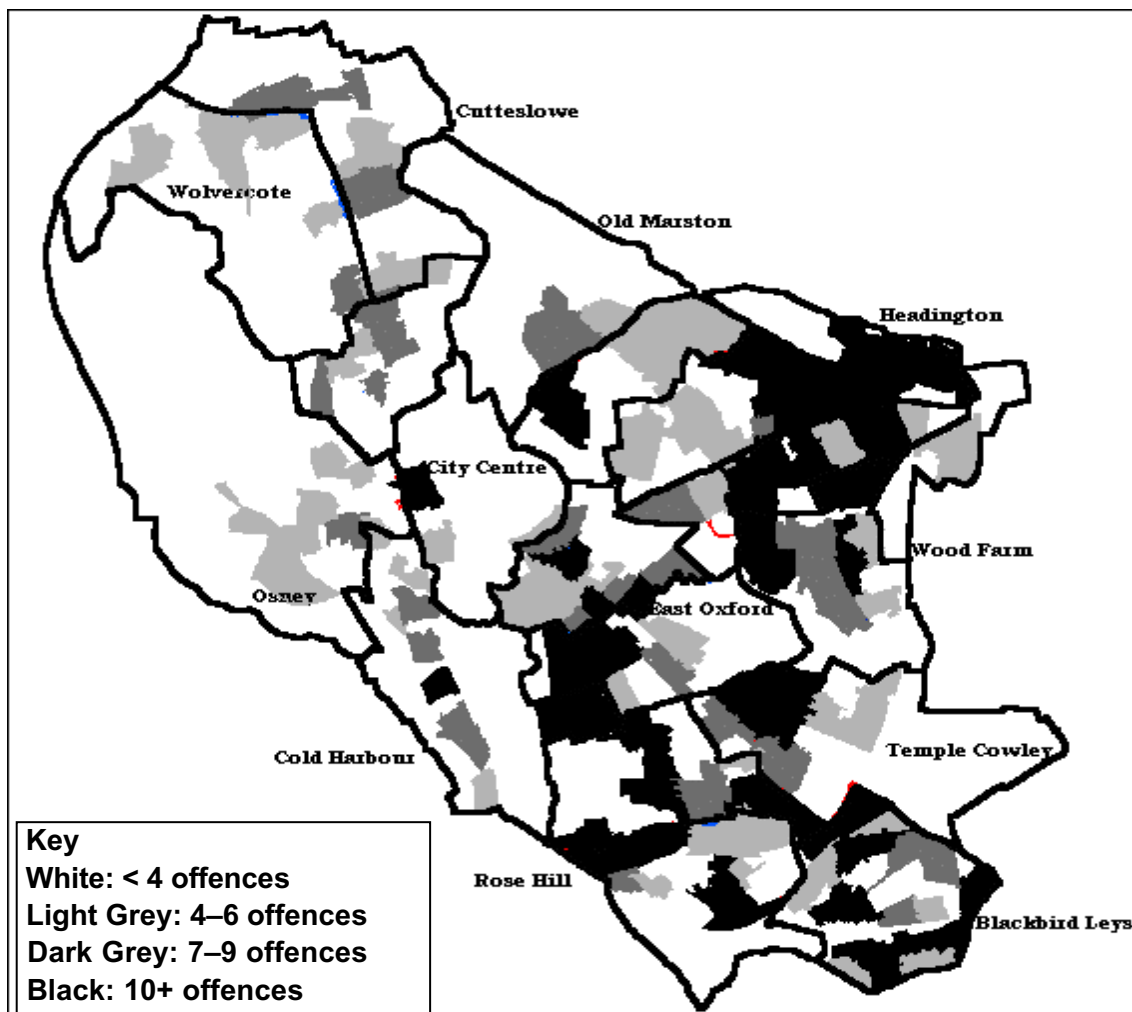 Cutteslowe
Wolvercote
Old Marston
Headington
City Centre
Wood Farm
Osney
East Oxford
Cold Harbour
Temple Cowley
Rose Hill
Blackbird Leys
Key
White: < 4 offences
Light Grey: 4–6 offences
Dark Grey: 7–9 offences
Black: 10+ offences